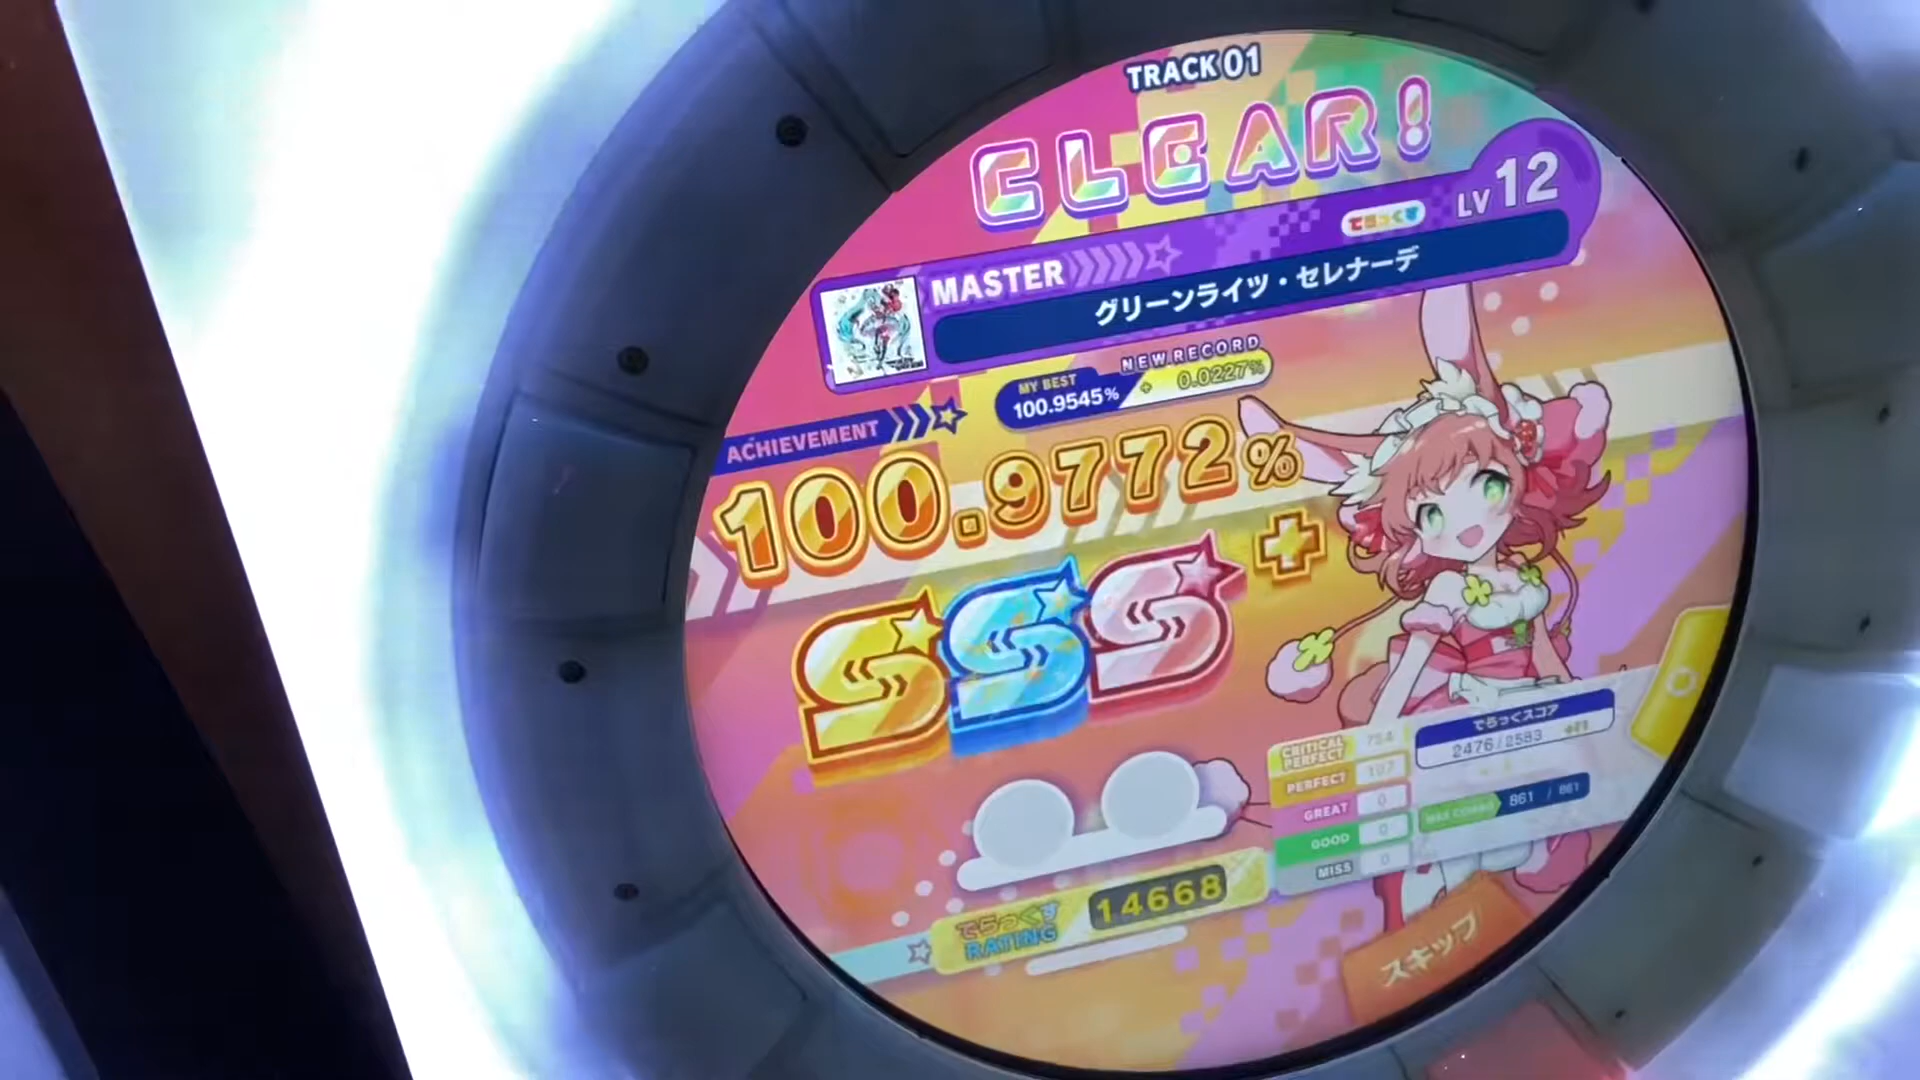 TRACK 01
CLEAR!
でらっくす
LV 12
MASTER
グリーンライツ・セレナーデ
NEW RECORD
MY BEST
100.9545%
+ 0.0227%
ACHIEVEMENT
100.9772%
SSS+
でらっくスコア
2476 / 2583
CRITICAL PERFECT 754
PERFECT 107
GREAT 0
GOOD 0
MISS 0
MAX COMBO 861 / 861
でらっくす
RATING 14668
スキップ